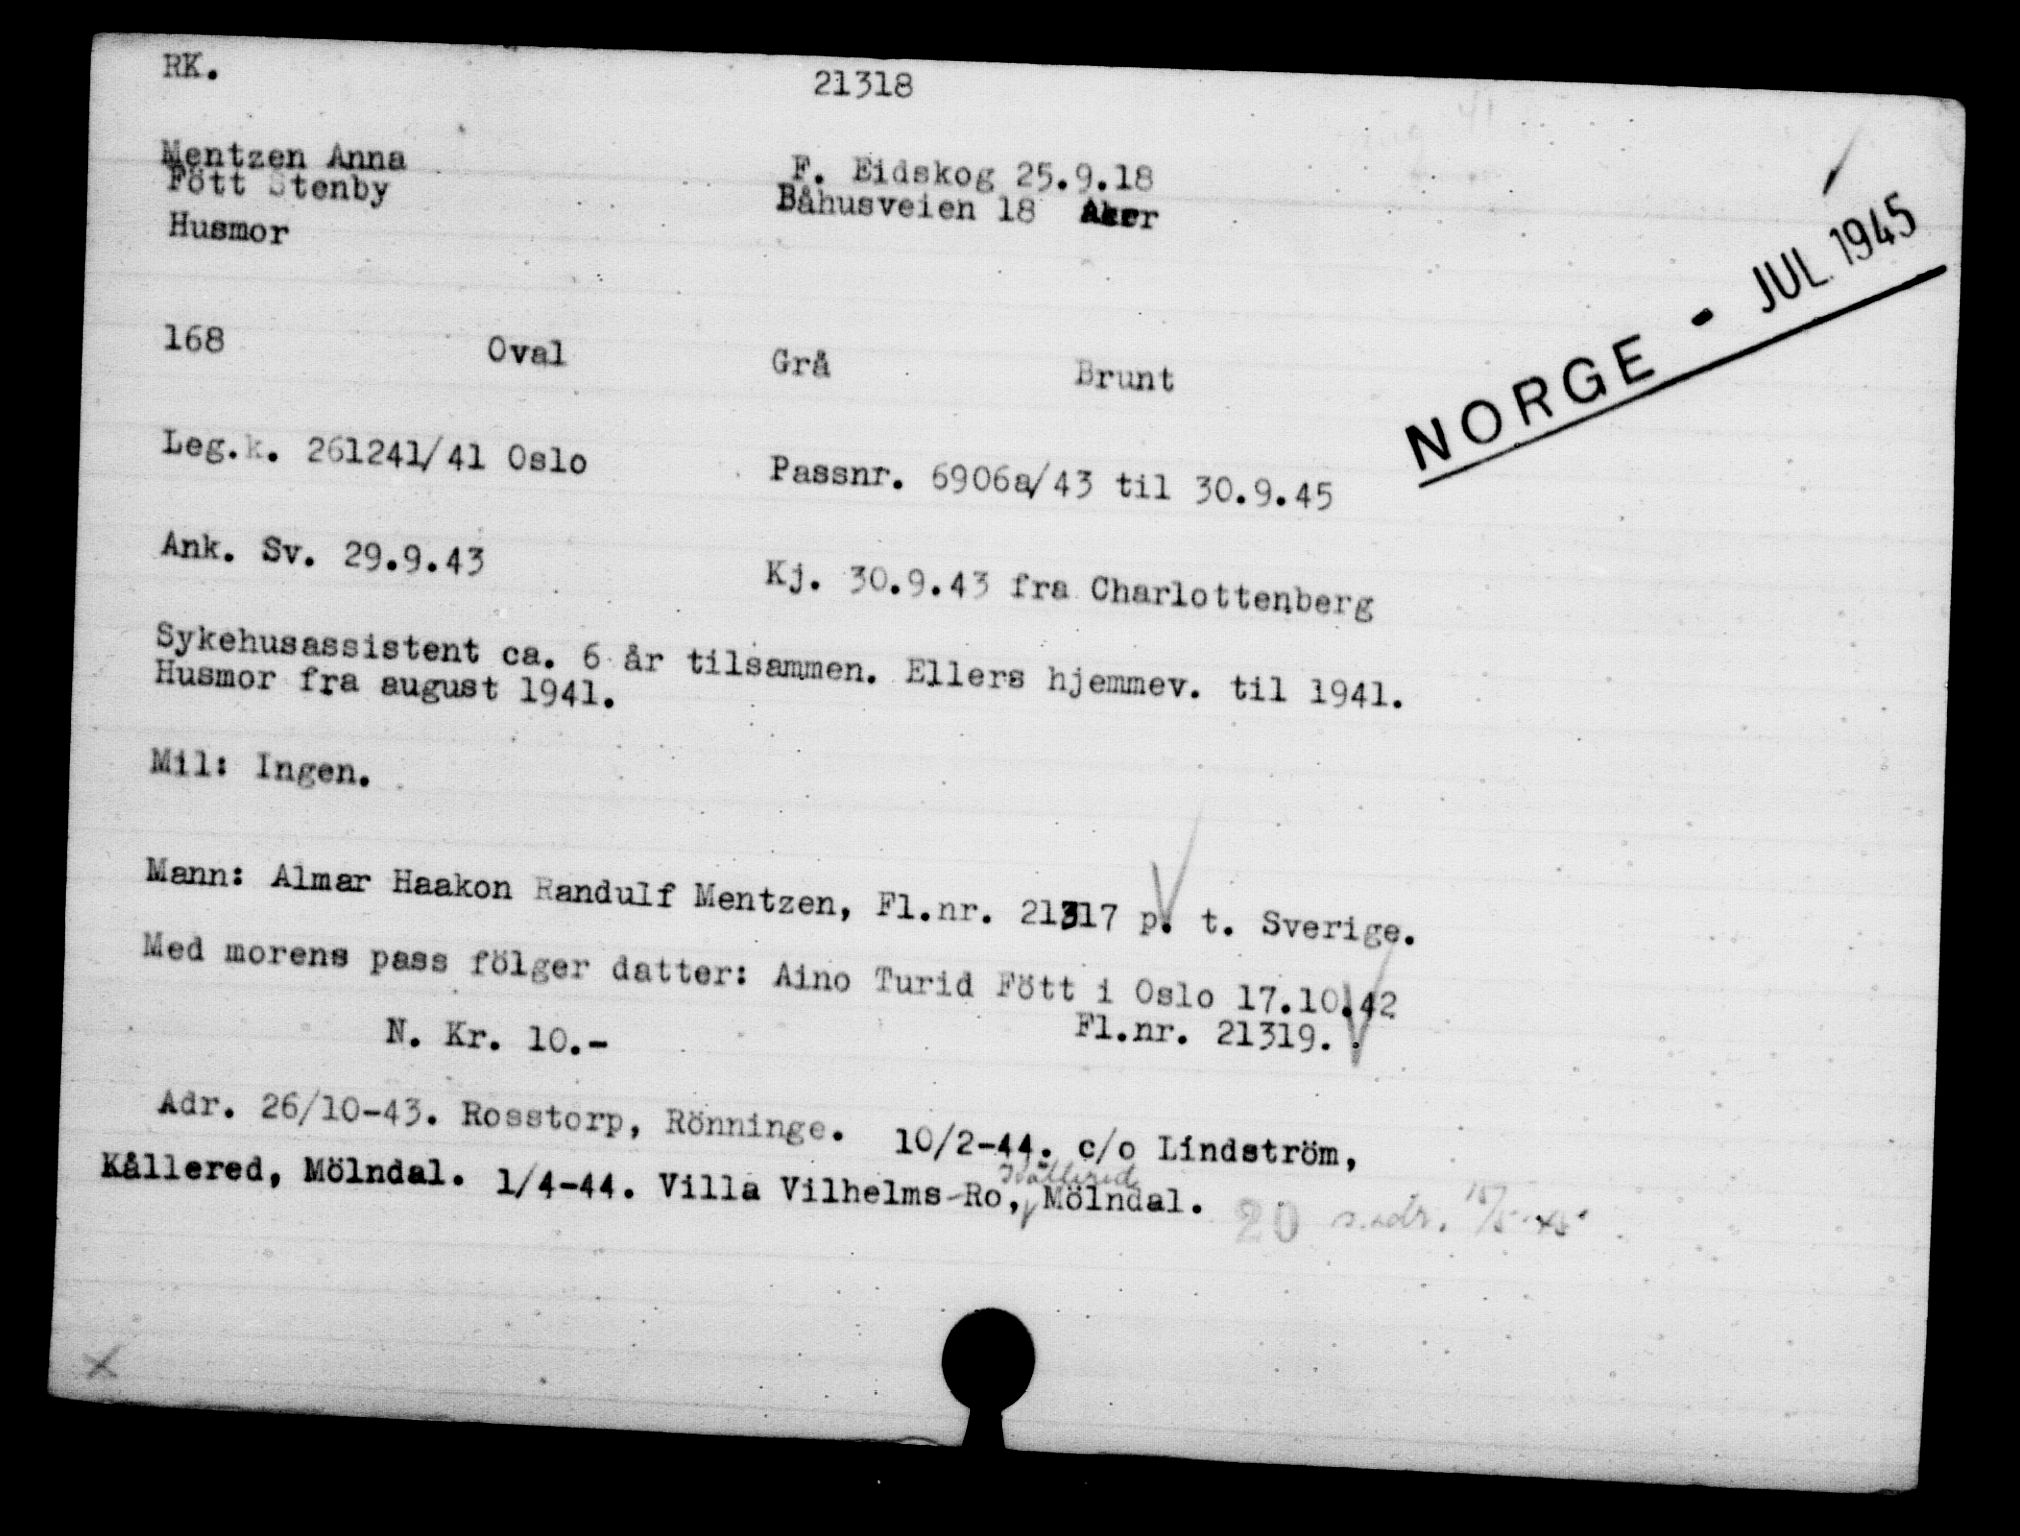 RK.
21318
Mentzen Anna
Fött Stenby
Husmor
F. Eidskog 25.9.18
Båhusveien 18 Aker
NORGE - JUL. 1945
168 Oval Grå Brunt
Leg.k. 261241/41 Oslo
Passnr. 6906a/43 til 30.9.45
Ank. Sv. 29.9.43
Kj. 30.9.43 fra Charlottenberg
Sykehusassistent ca. 6 år tilsammen. Ellers hjemmev. til 1941.
Husmor fra august 1941.
Mil: Ingen.
Mann: Almar Haakon Randulf Mentzen, Fl.nr. 21317 p. t. Sverige.
Med morens pass fölger datter: Aino Turid Fött i Oslo 17.10.42
Fl.nr. 21319.
N. Kr. 10.-
Adr. 26/10-43. Rosstorp, Rönninge. 10/2-44. c/o Lindström,
Kållered, Mölndal. 1/4-44. Villa Vilhelms-Ro, Kållered, Mölndal.
20